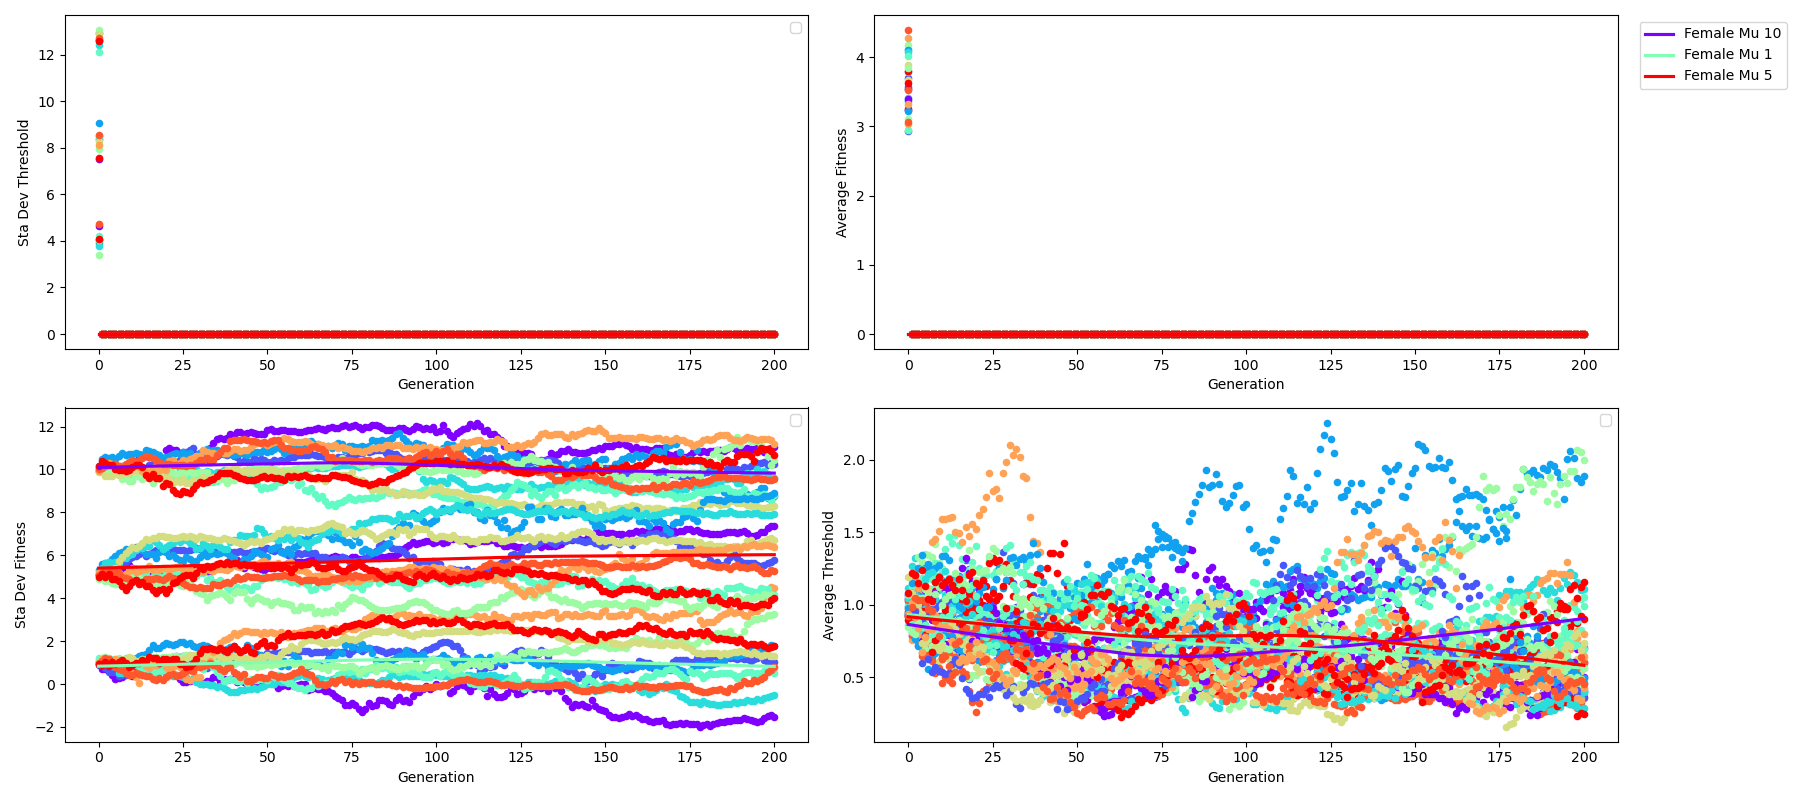 Sta Dev Threshold
12
10
8
6
4
2
0
0 25 50 75 100 125 150 175 200
Generation
Average Fitness
4
3
2
1
0
0 25 50 75 100 125 150 175 200
Generation
Female Mu 10
Female Mu 1
Female Mu 5
Sta Dev Fitness
12
10
8
6
4
2
0
−2
0 25 50 75 100 125 150 175 200
Generation
Average Threshold
2.0
1.5
1.0
0.5
0 25 50 75 100 125 150 175 200
Generation